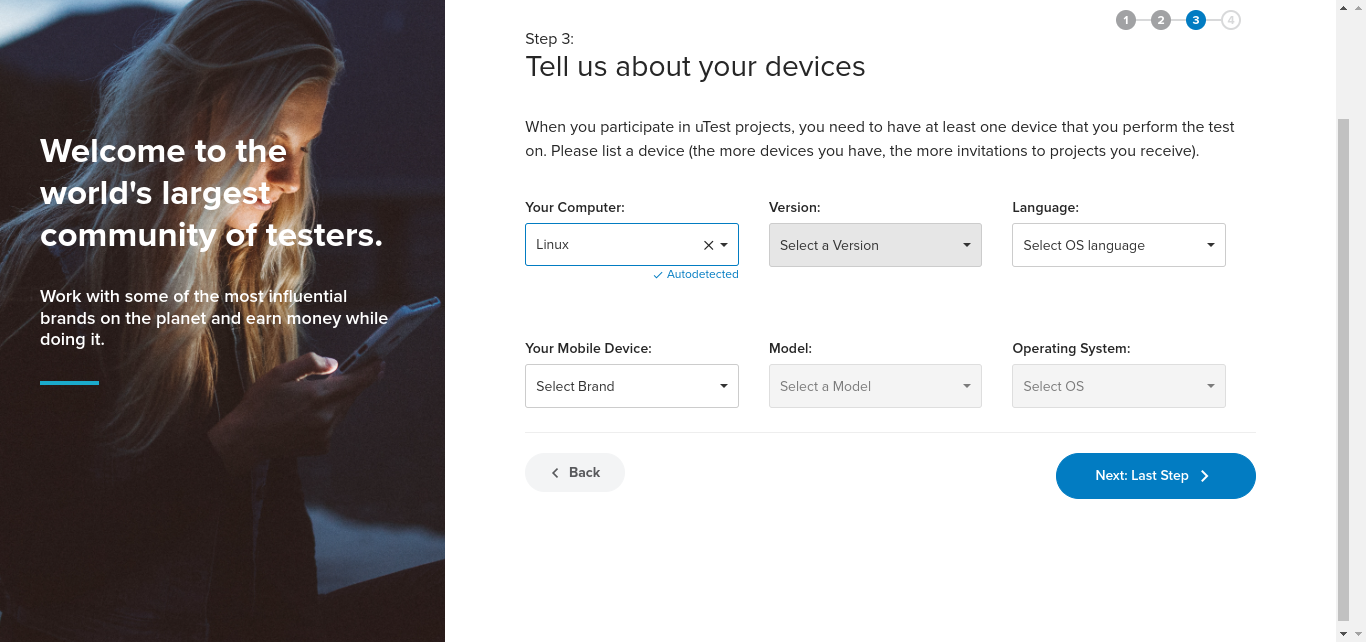 Welcome to the
world's largest
community of testers.
Work with some of the most influential
brands on the planet and earn money while
doing it.
1 2 3 4
Step 3:
Tell us about your devices
When you participate in uTest projects, you need to have at least one device that you perform the test
on. Please list a device (the more devices you have, the more invitations to projects you receive).
Your Computer: Version: Language:
Linux Select a Version Select OS language
Autodetected
Your Mobile Device: Model: Operating System:
Select Brand Select a Model Select OS
Back Next: Last Step